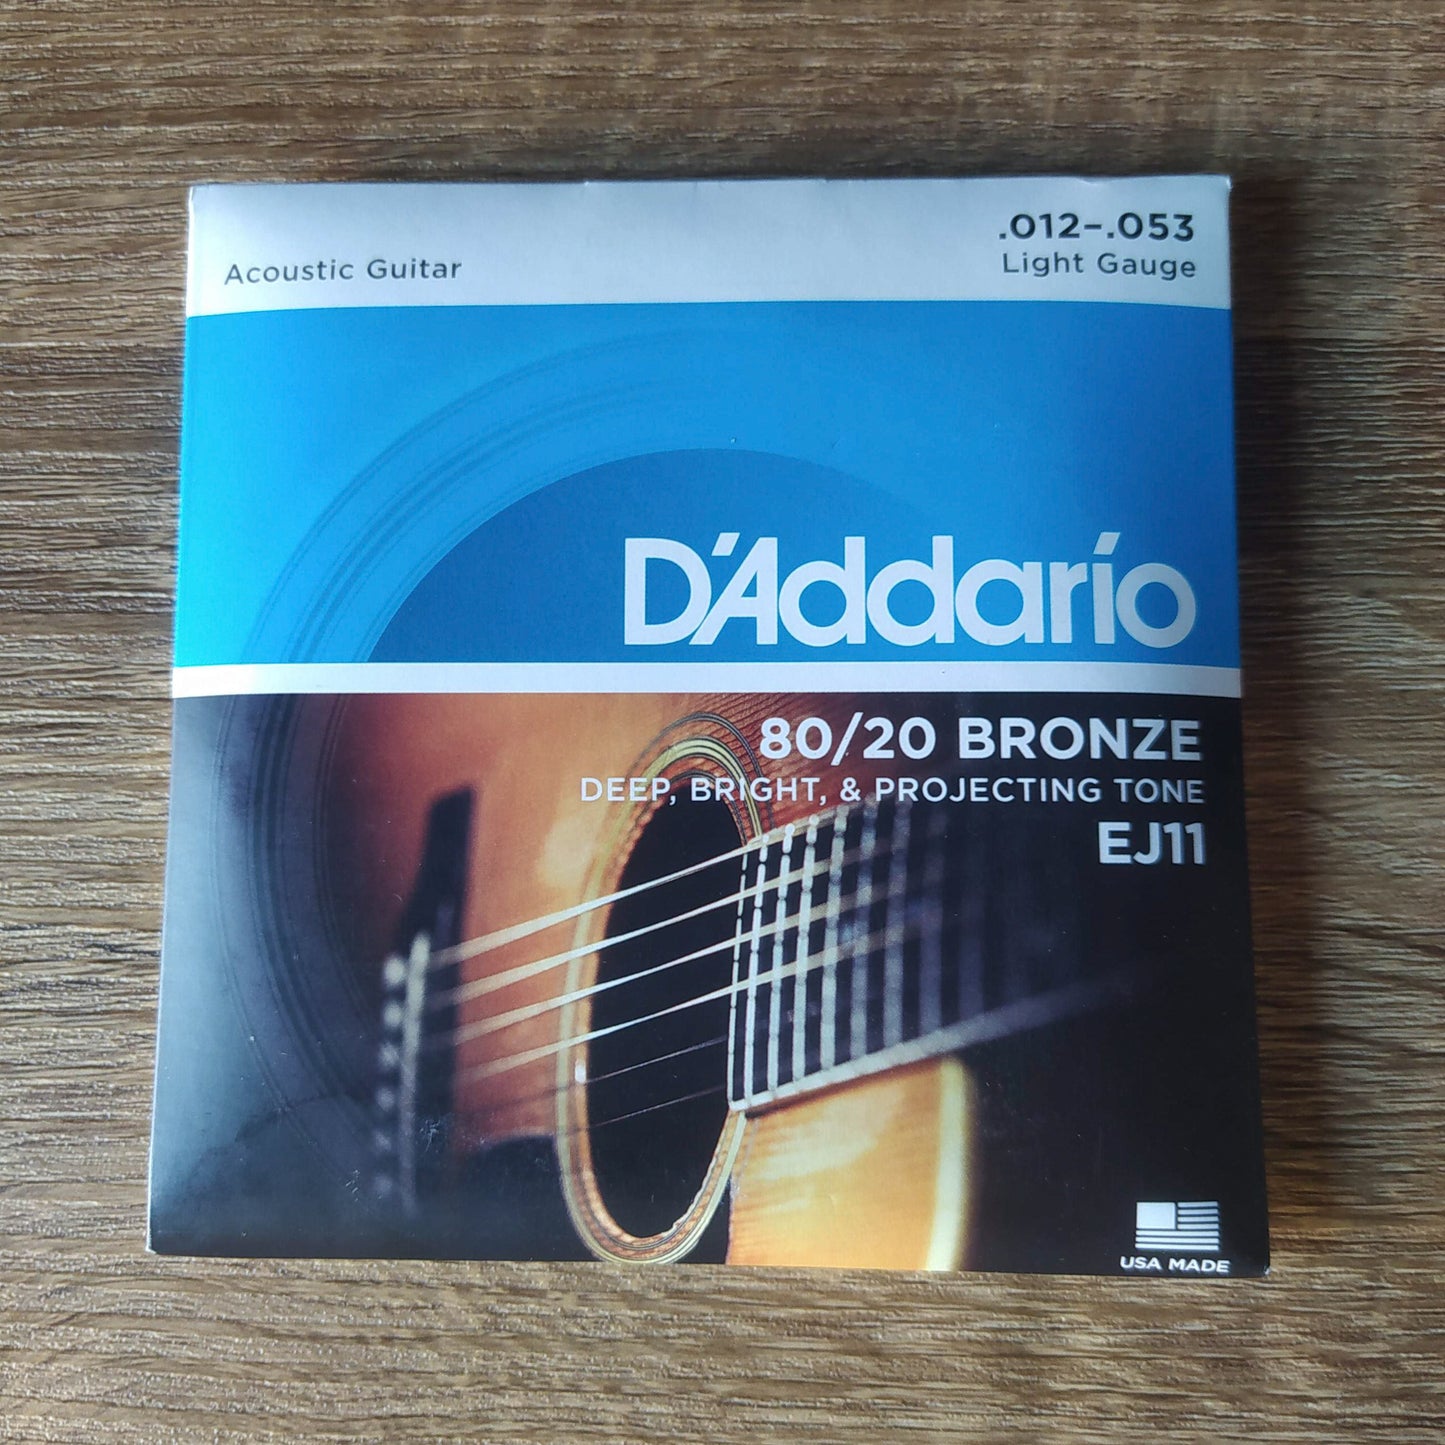 Acoustic Guitar
.012–.053
Light Gauge
D'Addario
80/20 BRONZE
DEEP, BRIGHT, & PROJECTING TONE
EJ11
USA MADE